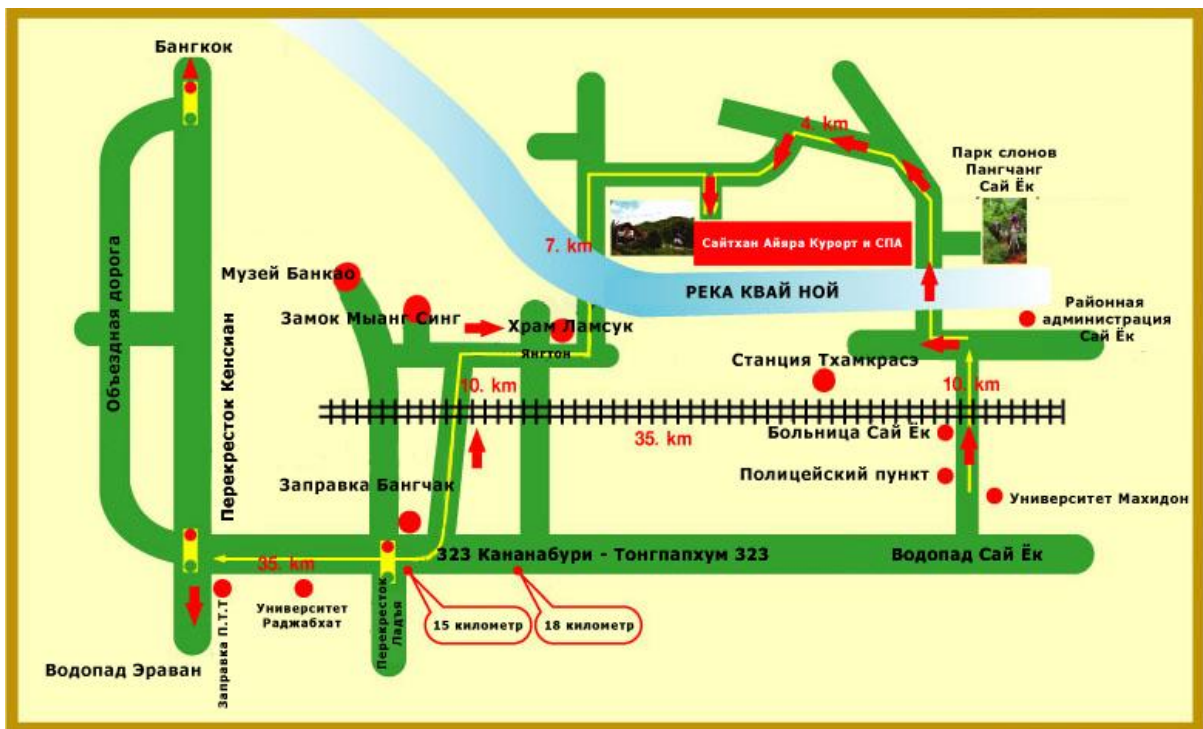 Бангкок
Объездная дорога
Перекресток Кенсиан
Музей Банкао
Замок Мыанг Синг
Храм Ламсук
Янгтон
4. km
7. km
Парк слонов
Пангчанг
Сай Ёк
Сайтхан Айяра Курорт и СПА
РЕКА КВАЙ НОЙ
Районная
администрация
Сай Ёк
Станция Тхамкрасэ
10. km
10. km
35. km
Больница Сай Ёк
Полицейский пункт
Университет Махидон
Заправка Бангчак
323 Кананабури - Тонгпапхум 323
Водопад Сай Ёк
35. km
Заправка П.Т.Т
Университет
Раджабхат
Перекресток
Ладъя
15 километр
18 километр
Водопад Эраван